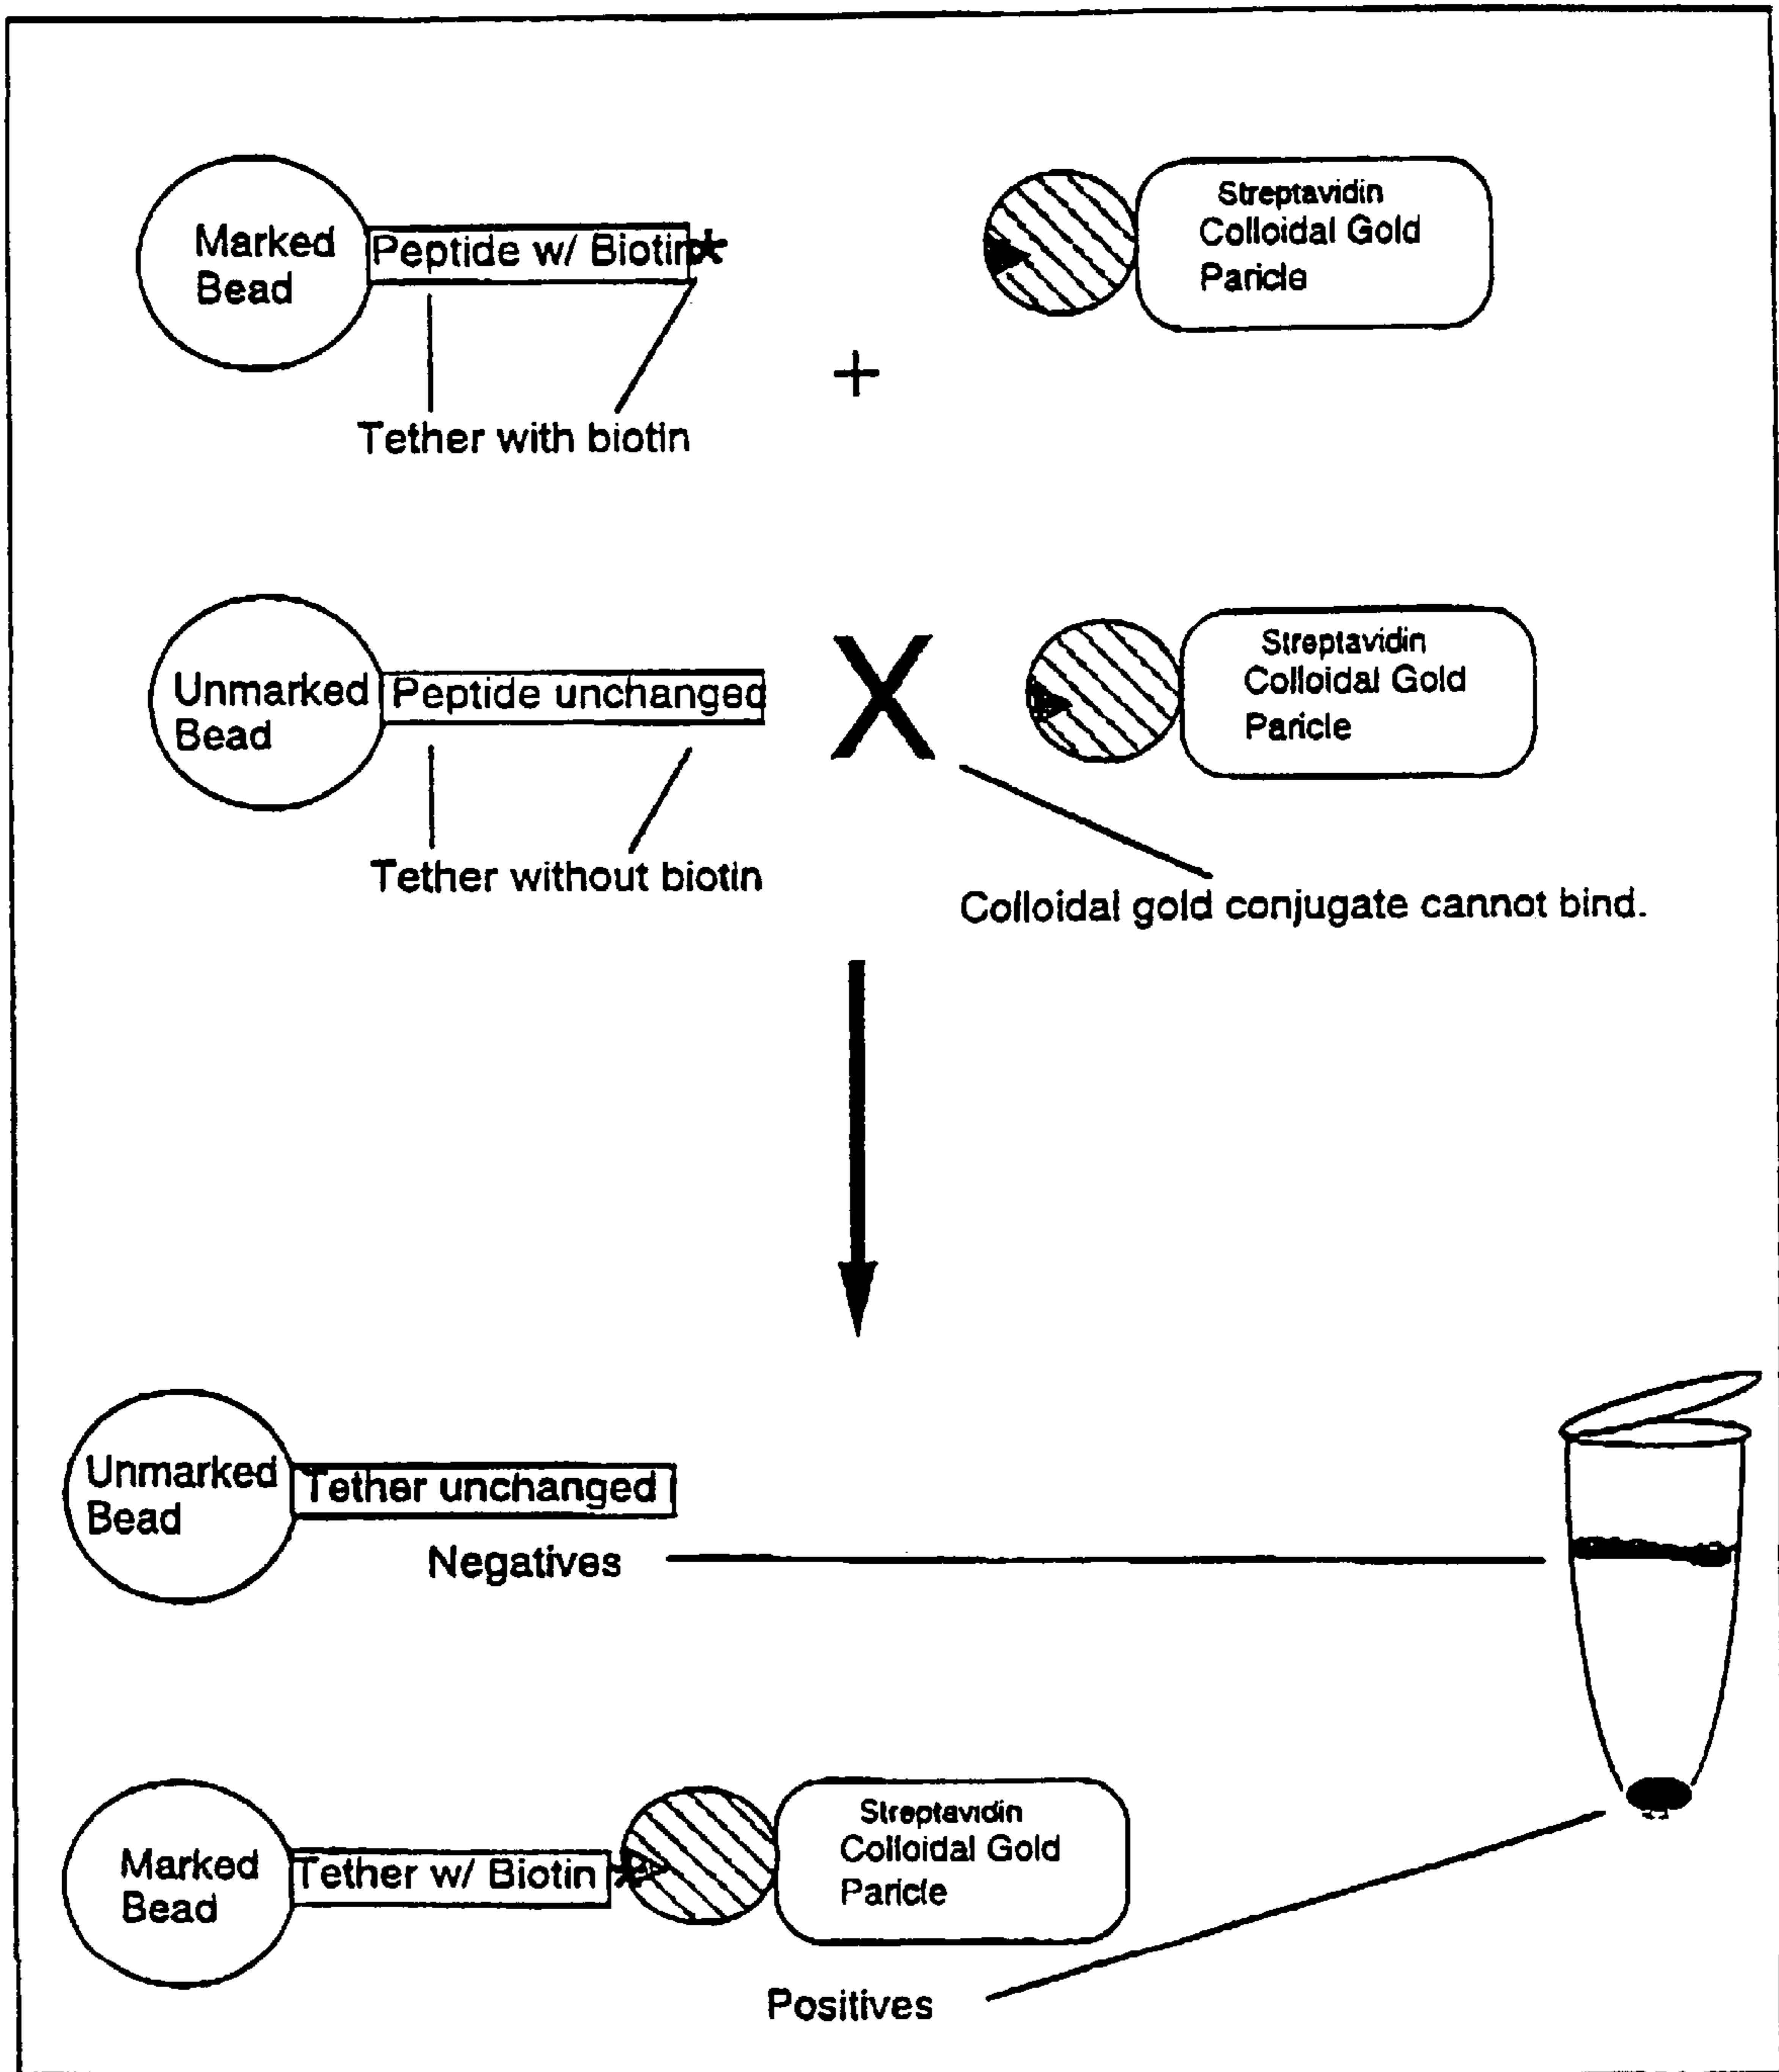 Marked
Bead
Peptide w/ Biotin*
Streptavidin
Colloidal Gold
Paricle
+
Tether with biotin
Unmarked
Bead
Peptide unchanged
X
Streptavidin
Colloidal Gold
Paricle
Tether without biotin
Colloidal gold conjugate cannot bind.
Unmarked
Bead
Tether unchanged
Negatives
Marked
Bead
Tether w/ Biotin *
Streptavidin
Colloidal Gold
Paricle
Positives